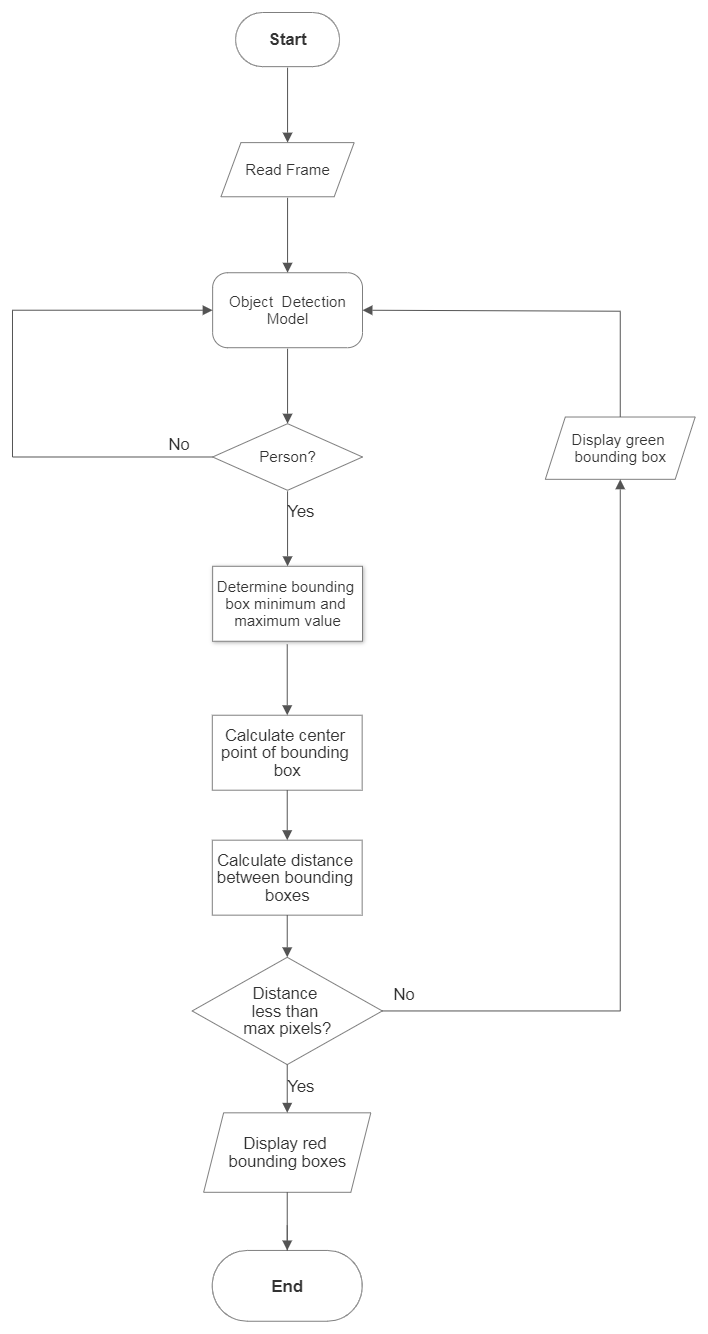 Start
Read Frame
Object Detection
Model
No
Person?
Display green
bounding box
Yes
Determine bounding
box minimum and
maximum value
Calculate center
point of bounding
box
Calculate distance
between bounding
boxes
Distance
less than
max pixels?
No
Yes
Display red
bounding boxes
End